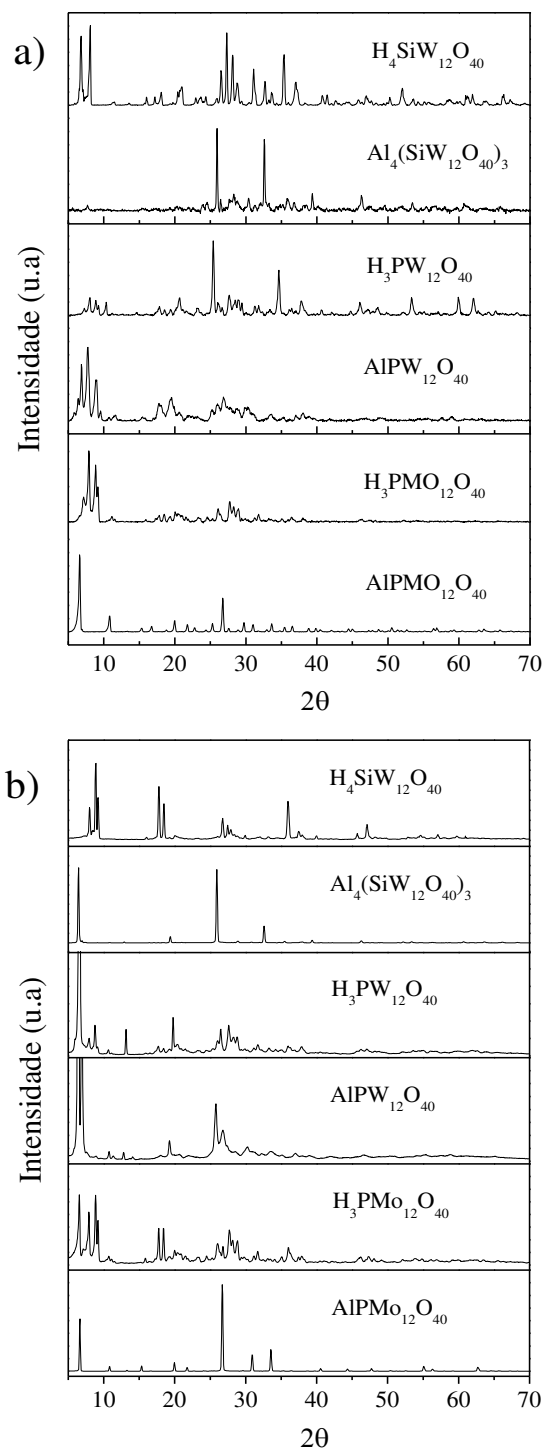 a)
H₄SiW₁₂O₄₀
Al₄(SiW₁₂O₄₀)₃
H₃PW₁₂O₄₀
AlPW₁₂O₄₀
H₃PMO₁₂O₄₀
AlPMO₁₂O₄₀
Intensidade (u.a)
10 20 30 40 50 60 70
2θ
b)
H₄SiW₁₂O₄₀
Al₄(SiW₁₂O₄₀)₃
H₃PW₁₂O₄₀
AlPW₁₂O₄₀
H₃PMo₁₂O₄₀
AlPMo₁₂O₄₀
Intensidade (u.a)
10 20 30 40 50 60 70
2θ